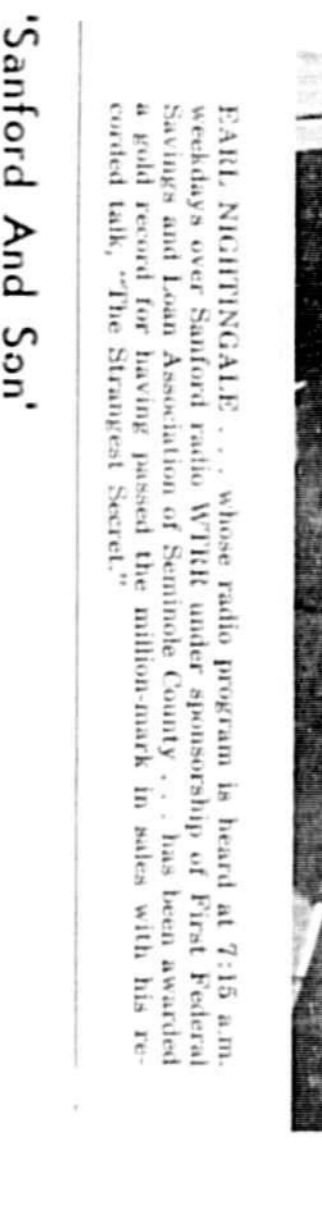 EARL NIGHTINGALE . . . whose radio program is heard at 7:15 a.m.
weekdays over Sanford radio WTRR under sponsorship of First Federal
Savings and Loan Association of Seminole County . . . has been awarded
a gold record for having passed the million-mark in sales with his re-
corded talk, "The Strangest Secret."
'Sanford And Son'